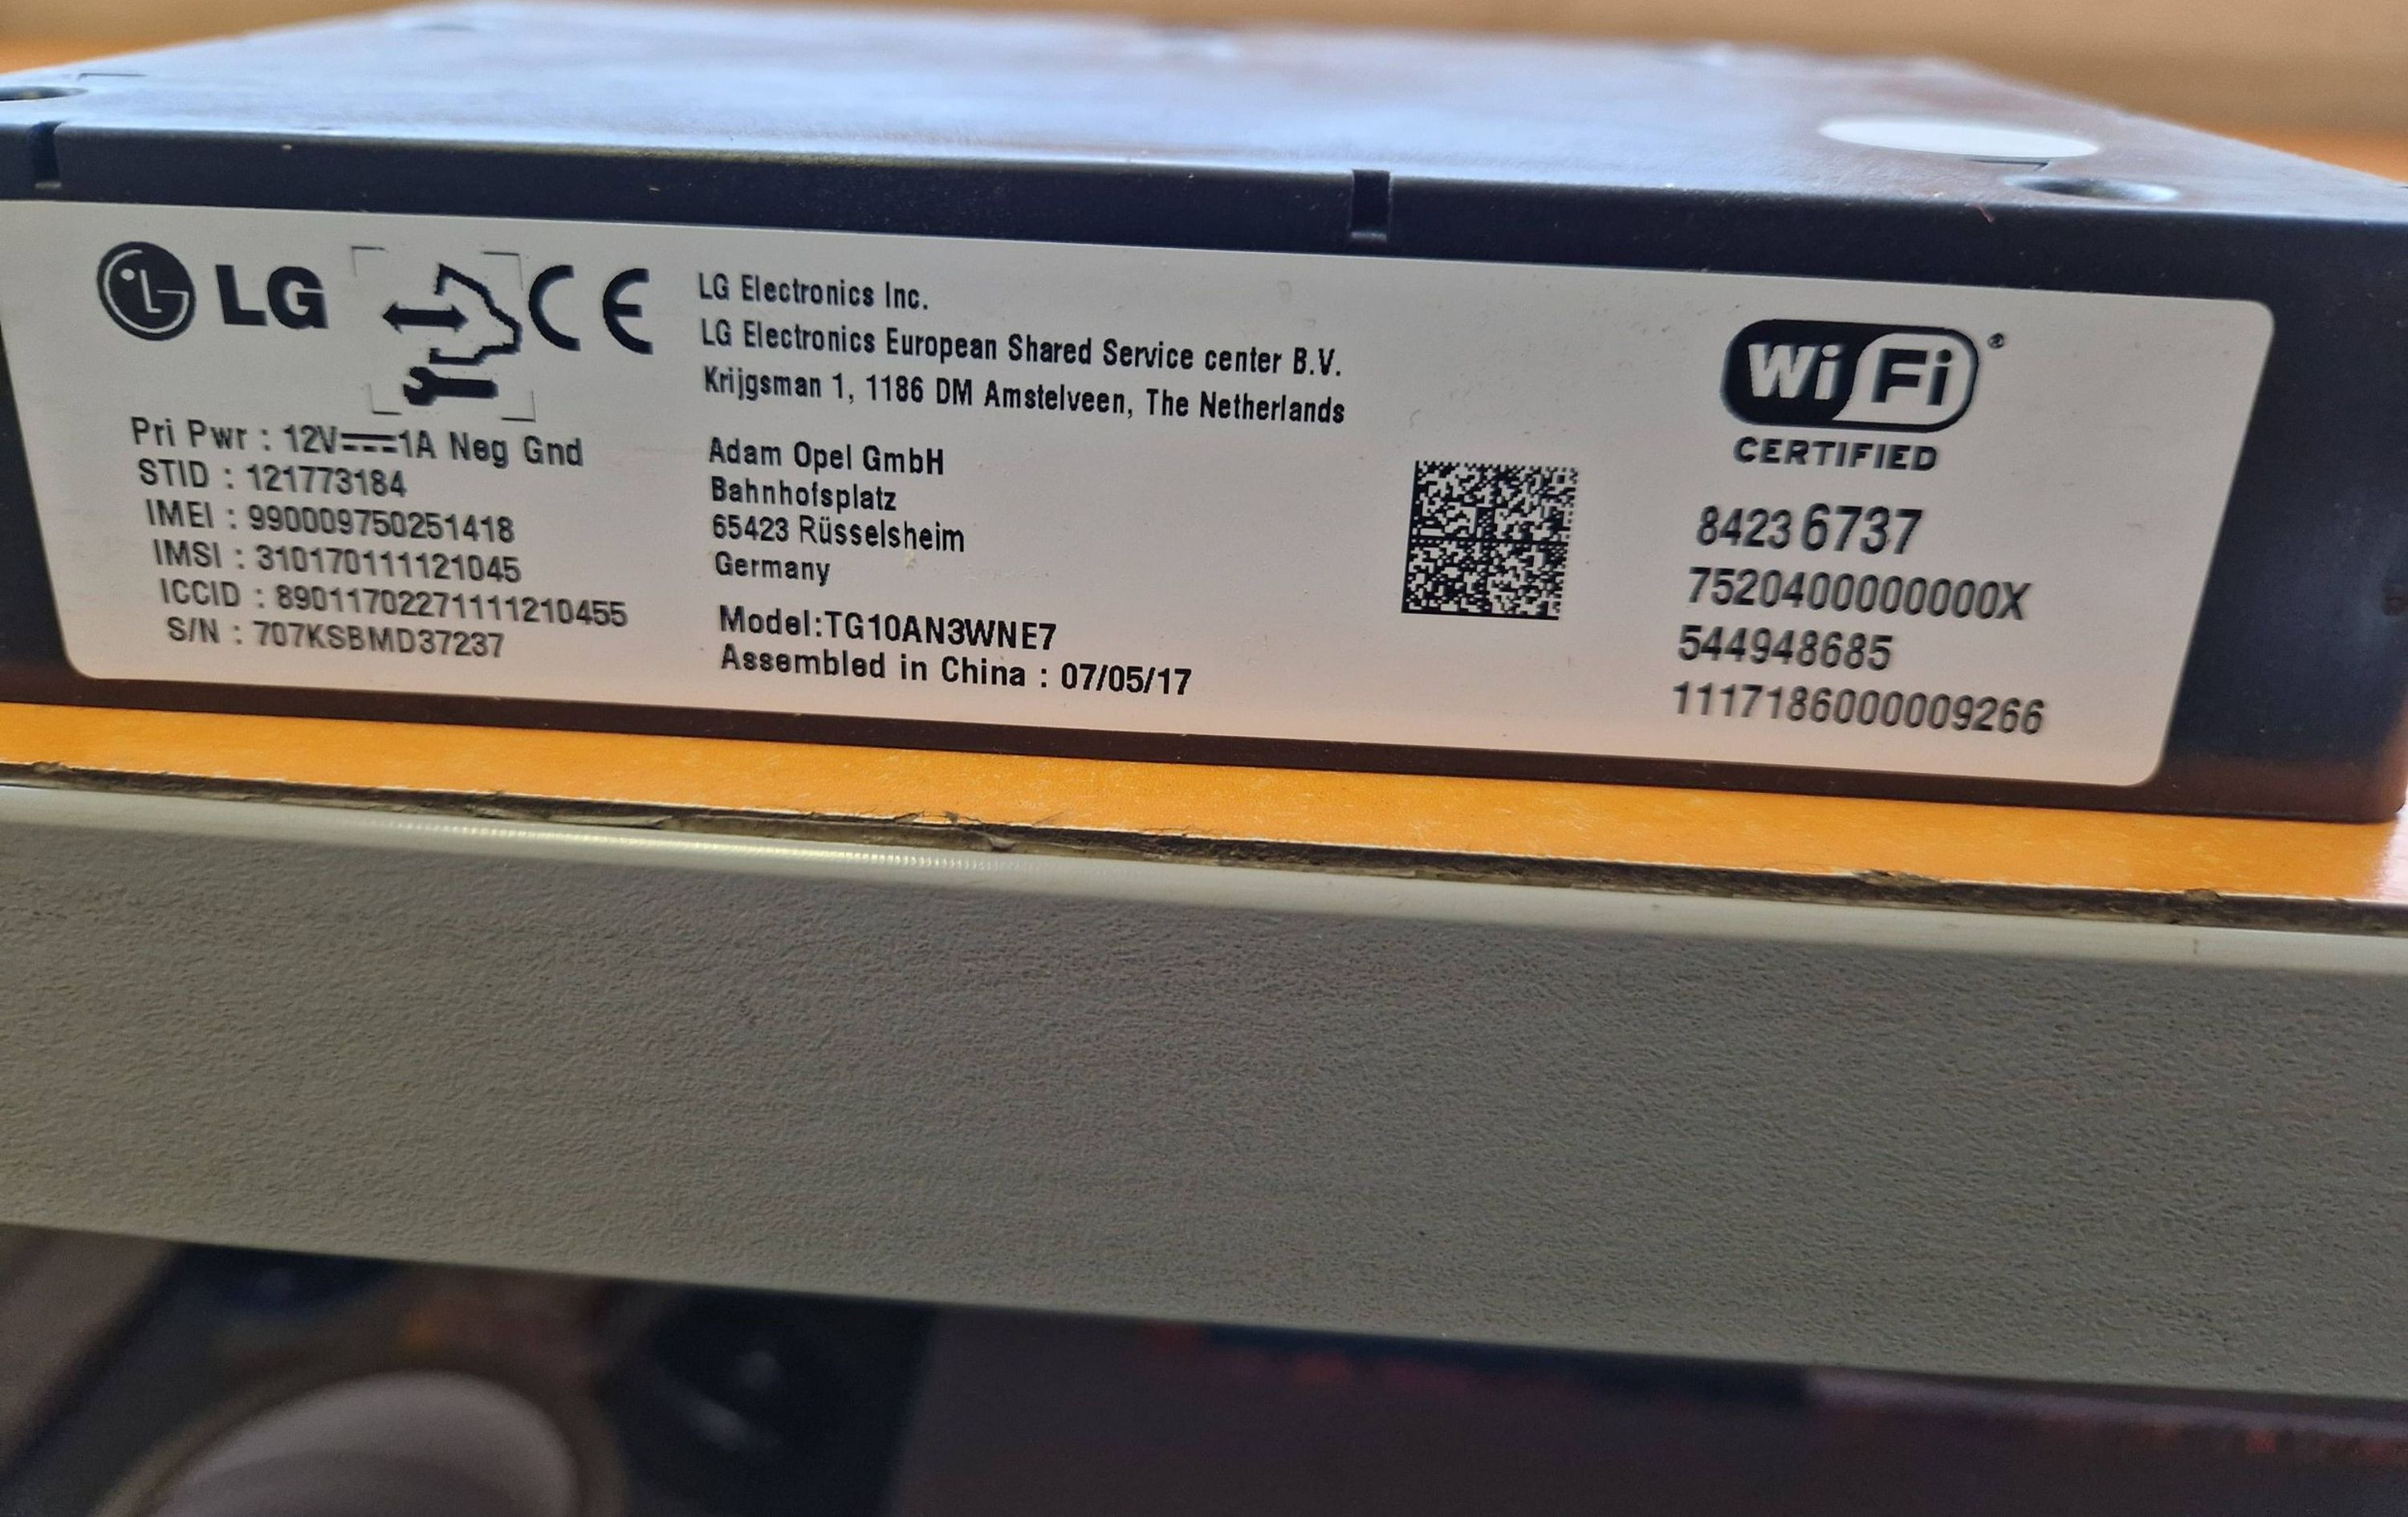 LG
CE
LG Electronics Inc.
LG Electronics European Shared Service center B.V.
Krijgsman 1, 1186 DM Amstelveen, The Netherlands
Pri Pwr : 12V⎓1A Neg Gnd
STID : 121773184
IMEI : 990009750251418
IMSI : 310170111121045
ICCID : 89011702271111210455
S/N : 707KSBMD37237
Adam Opel GmbH
Bahnhofsplatz
65423 Rüsselsheim
Germany
Model:TG10AN3WNE7
Assembled in China : 07/05/17
Wi Fi®
CERTIFIED
84236737
7520400000000X
544948685
1117186000009266